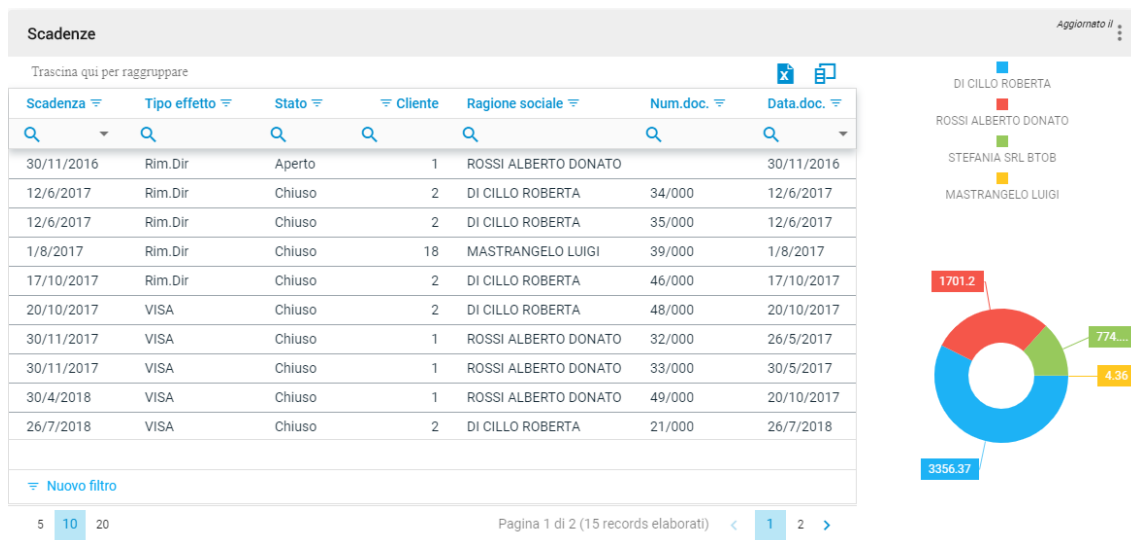 Scadenze
Aggiornato il
Trascina qui per raggruppare
Scadenza Tipo effetto Stato Cliente Ragione sociale Num.doc. Data.doc.
30/11/2016 Rim.Dir Aperto 1 ROSSI ALBERTO DONATO 30/11/2016
12/6/2017 Rim.Dir Chiuso 2 DI CILLO ROBERTA 34/000 12/6/2017
12/6/2017 Rim.Dir Chiuso 2 DI CILLO ROBERTA 35/000 12/6/2017
1/8/2017 Rim.Dir Chiuso 18 MASTRANGELO LUIGI 39/000 1/8/2017
17/10/2017 Rim.Dir Chiuso 2 DI CILLO ROBERTA 46/000 17/10/2017
20/10/2017 VISA Chiuso 2 DI CILLO ROBERTA 48/000 20/10/2017
30/11/2017 VISA Chiuso 1 ROSSI ALBERTO DONATO 32/000 26/5/2017
30/11/2017 VISA Chiuso 1 ROSSI ALBERTO DONATO 33/000 30/5/2017
30/4/2018 VISA Chiuso 1 ROSSI ALBERTO DONATO 49/000 20/10/2017
26/7/2018 VISA Chiuso 2 DI CILLO ROBERTA 21/000 26/7/2018
Nuovo filtro
5 10 20 Pagina 1 di 2 (15 records elaborati) 1 2
DI CILLO ROBERTA
ROSSI ALBERTO DONATO
STEFANIA SRL BTOB
MASTRANGELO LUIGI
1701.2
774....
4.36
3356.37